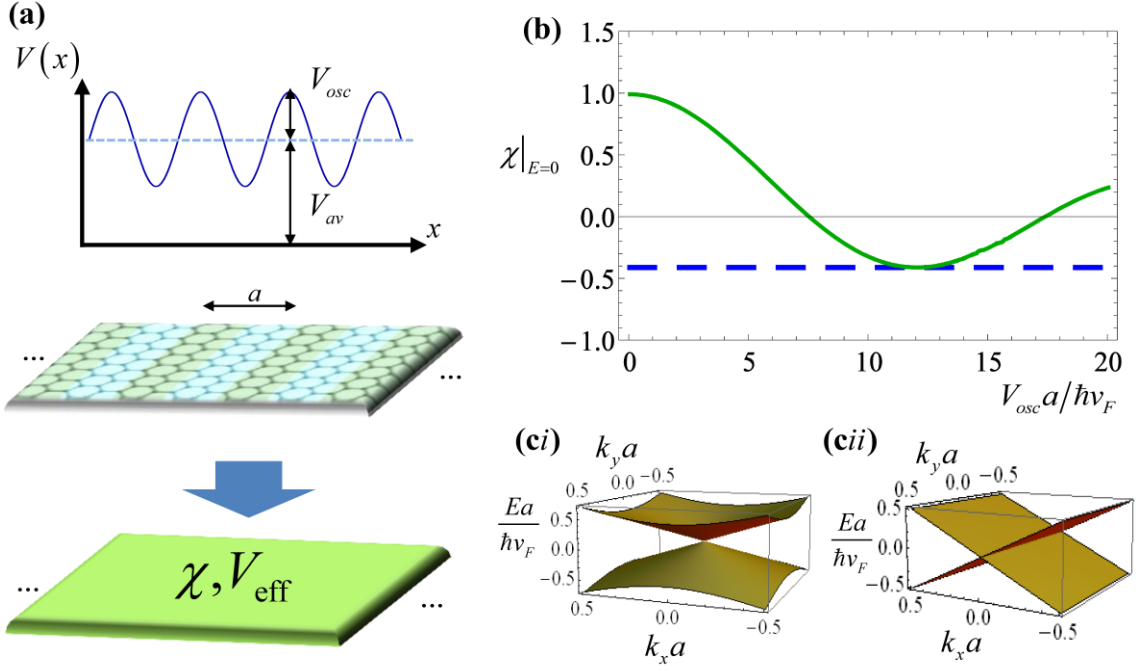 (a)
V(x)
V_osc
V_av
x
a
...
...
χ, V_eff
...
...
(b)
1.5
1.0
0.5
0.0
−0.5
−1.0
χ|_{E=0}
0 5 10 15 20
V_osc a/ħv_F
(ci)
k_y a
−0.5
0.0
0.5
Ea/ħv_F
0.5
0.0
−0.5
0.5
0.0
−0.5
k_x a
(cii)
k_y a
−0.5
0.0
0.5
Ea/ħv_F
0.5
0.0
−0.5
0.5
0.0
−0.5
k_x a